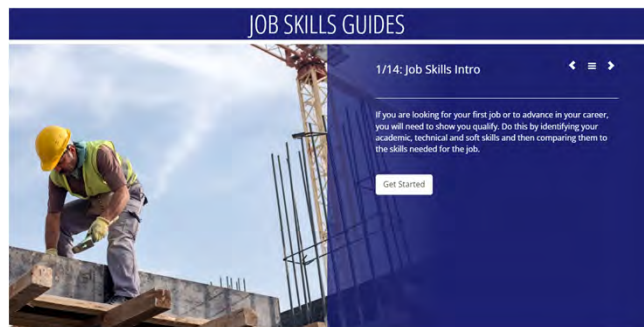 JOB SKILLS GUIDES
1/14: Job Skills Intro
If you are looking for your first job or to advance in your career,
you will need to show you qualify. Do this by identifying your
academic, technical and soft skills and then comparing them to
the skills needed for the job.
Get Started